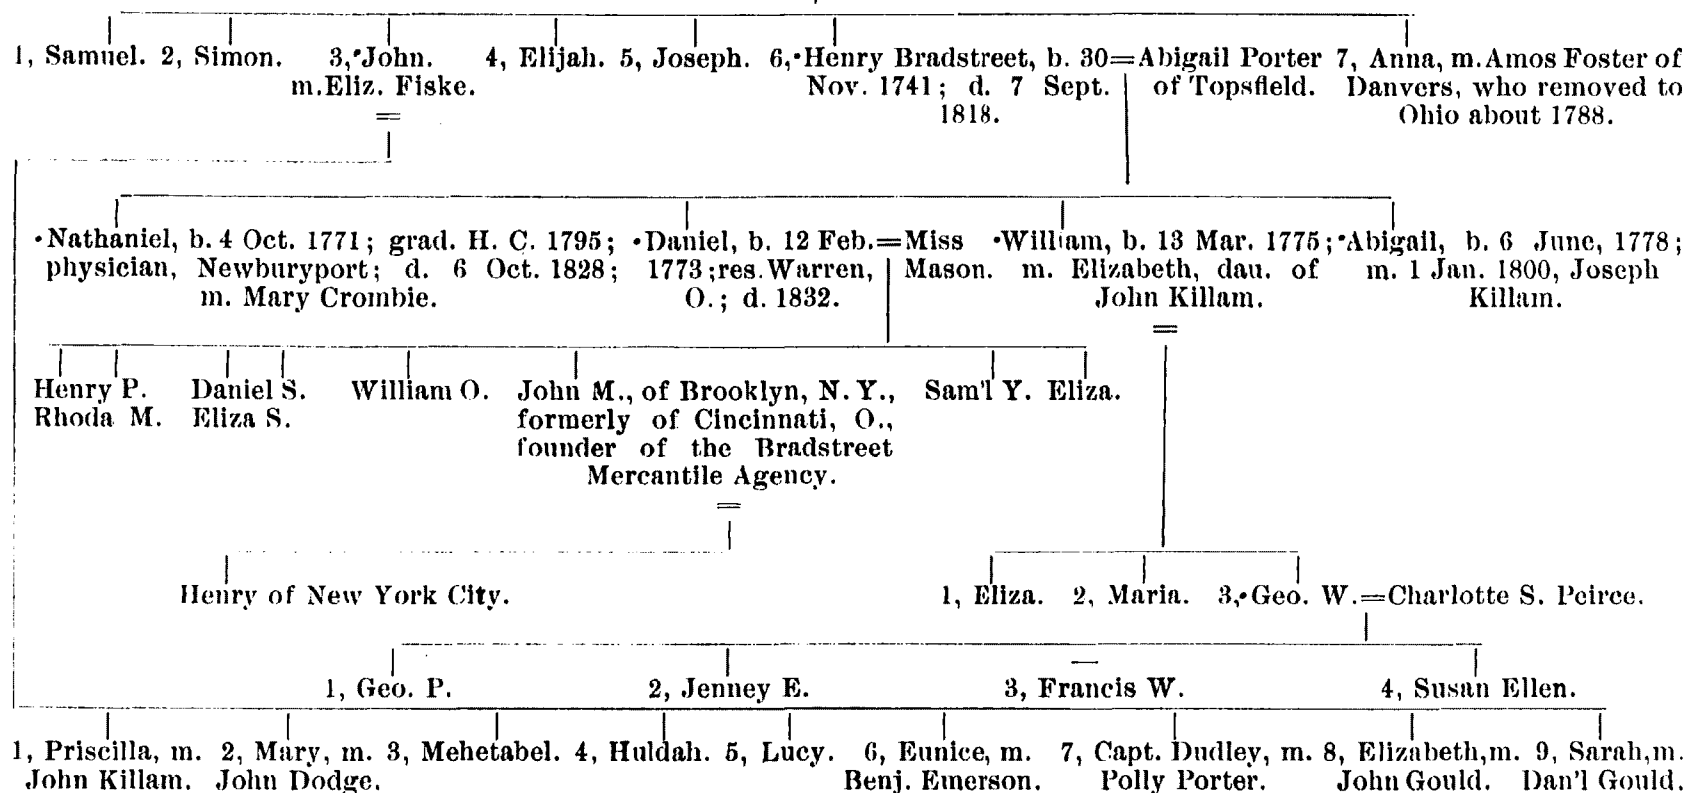 1, Samuel. 2, Simon. 3,•John. 4, Elijah. 5, Joseph. 6,•Henry Bradstreet, b. 30=Abigail Porter 7, Anna, m. Amos Foster of
m. Eliz. Fiske. Nov. 1741; d. 7 Sept. of Topsfield. Danvers, who removed to
= 1818. Ohio about 1788.
•Nathaniel, b. 4 Oct. 1771; grad. H. C. 1795; •Daniel, b. 12 Feb.=Miss •William, b. 13 Mar. 1775; •Abigail, b. 6 June, 1778;
physician, Newburyport; d. 6 Oct. 1828; 1773; res. Warren, Mason. m. Elizabeth, dau. of m. 1 Jan. 1800, Joseph
m. Mary Crombie. O.; d. 1832. John Killam. Killam.
=
Henry P. Daniel S. William O. John M., of Brooklyn, N. Y., Sam'l Y. Eliza.
Rhoda M. Eliza S. formerly of Cincinnati, O.,
founder of the Bradstreet
Mercantile Agency.
=
Henry of New York City. 1, Eliza. 2, Maria. 3,•Geo. W.=Charlotte S. Peirce.
1, Geo. P. 2, Jenney E. 3, Francis W. 4, Susan Ellen.
1, Priscilla, m. 2, Mary, m. 3, Mehetabel. 4, Huldah. 5, Lucy. 6, Eunice, m. 7, Capt. Dudley, m. 8, Elizabeth, m. 9, Sarah, m.
John Killam. John Dodge. Benj. Emerson. Polly Porter. John Gould. Dan'l Gould.